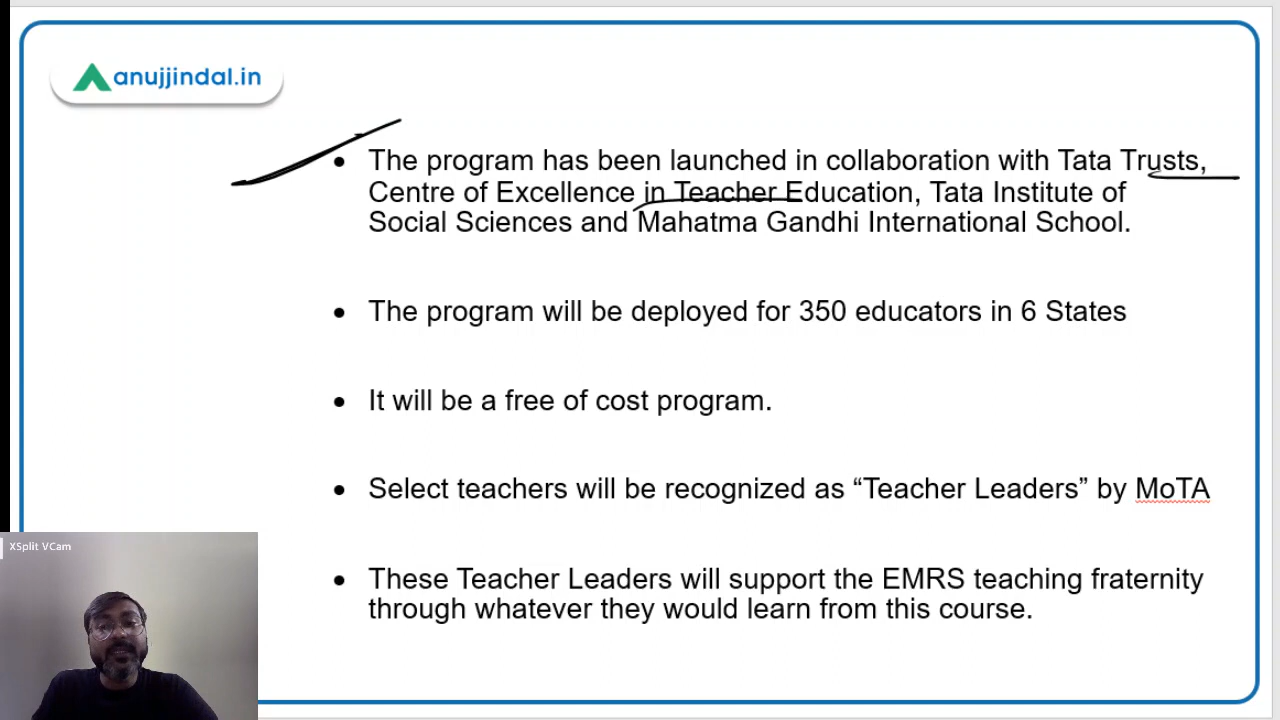 anujjindal.in
• The program has been launched in collaboration with Tata Trusts,
Centre of Excellence in Teacher Education, Tata Institute of
Social Sciences and Mahatma Gandhi International School.
• The program will be deployed for 350 educators in 6 States
• It will be a free of cost program.
• Select teachers will be recognized as “Teacher Leaders” by MoTA
• These Teacher Leaders will support the EMRS teaching fraternity
through whatever they would learn from this course.
XSplit VCam